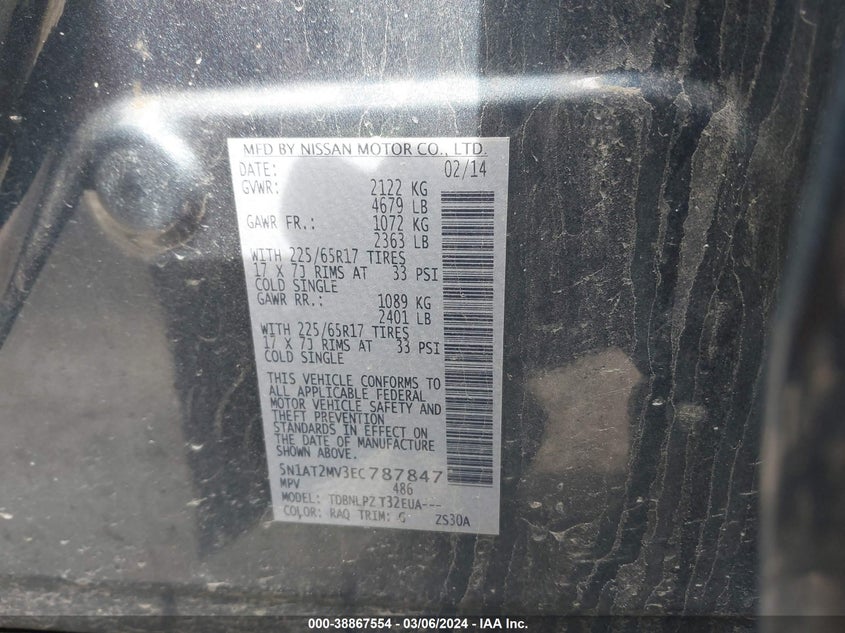 MFD BY NISSAN MOTOR CO., LTD.
DATE: 02/14
GVWR: 2122 KG
4679 LB
GAWR FR.: 1072 KG
2363 LB
WITH 225/65R17 TIRES
17 X 7J RIMS AT 33 PSI
COLD SINGLE
GAWR RR.: 1089 KG
2401 LB
WITH 225/65R17 TIRES
17 X 7J RIMS AT 33 PSI
COLD SINGLE
THIS VEHICLE CONFORMS TO
ALL APPLICABLE FEDERAL
MOTOR VEHICLE SAFETY AND
THEFT PREVENTION
STANDARDS IN EFFECT ON
THE DATE OF MANUFACTURE
SHOWN ABOVE.
5N1AT2MV3EC787847
MPV 486
MODEL: TDBNLPZ T32EUA---
COLOR: RAQ TRIM: G ZS30A
000-38867554 - 03/06/2024 - IAA Inc.